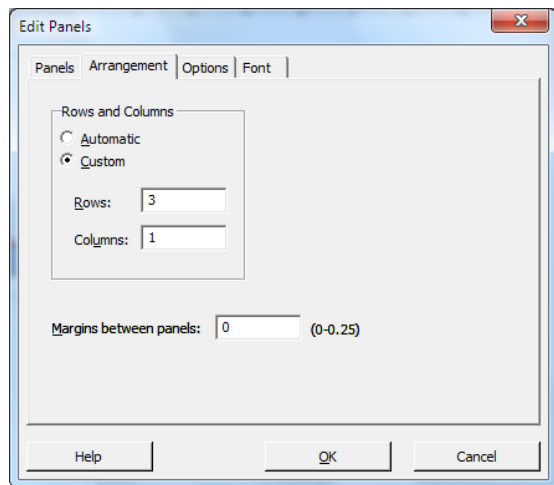 Edit Panels
Panels Arrangement Options Font
Rows and Columns
Automatic
Custom
Rows: 3
Columns: 1
Margins between panels: 0 (0-0.25)
Help OK Cancel